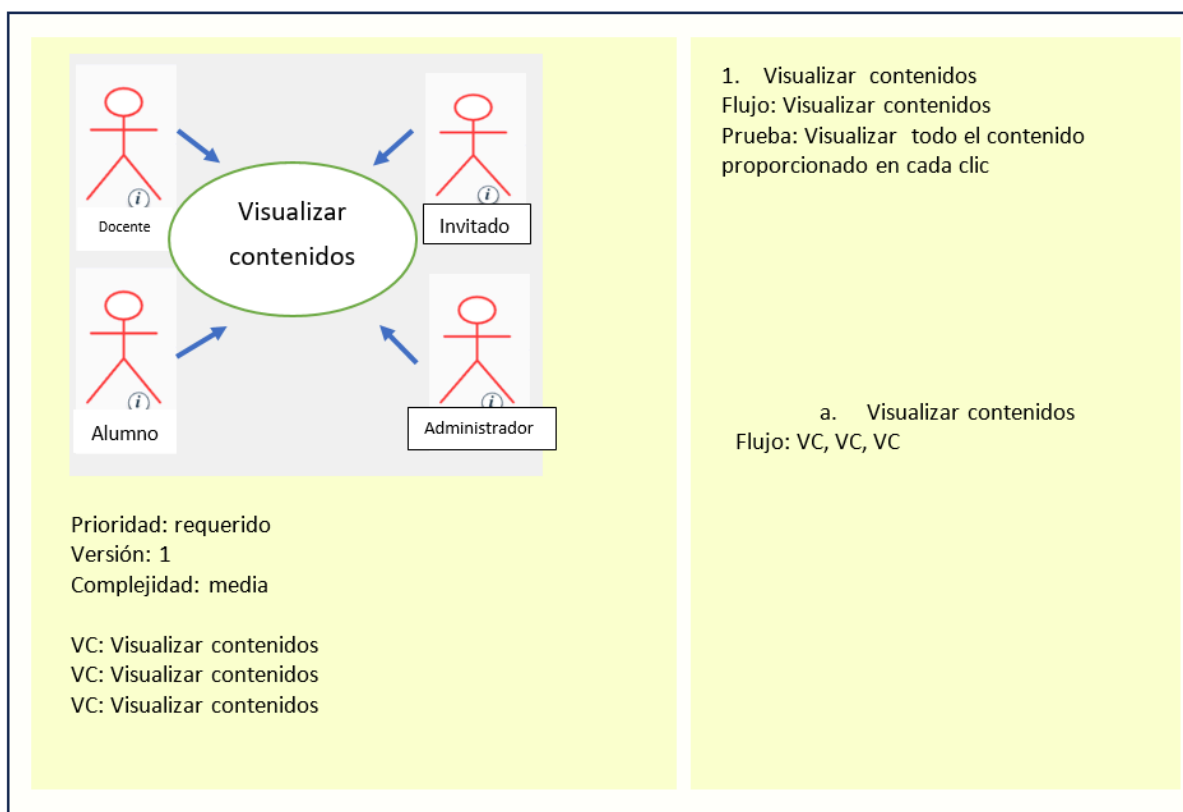 Docente
Invitado
Visualizar
contenidos
Alumno
Administrador
Prioridad: requerido
Versión: 1
Complejidad: media
VC: Visualizar contenidos
VC: Visualizar contenidos
VC: Visualizar contenidos
1. Visualizar contenidos
Flujo: Visualizar contenidos
Prueba: Visualizar todo el contenido
proporcionado en cada clic
a. Visualizar contenidos
Flujo: VC, VC, VC